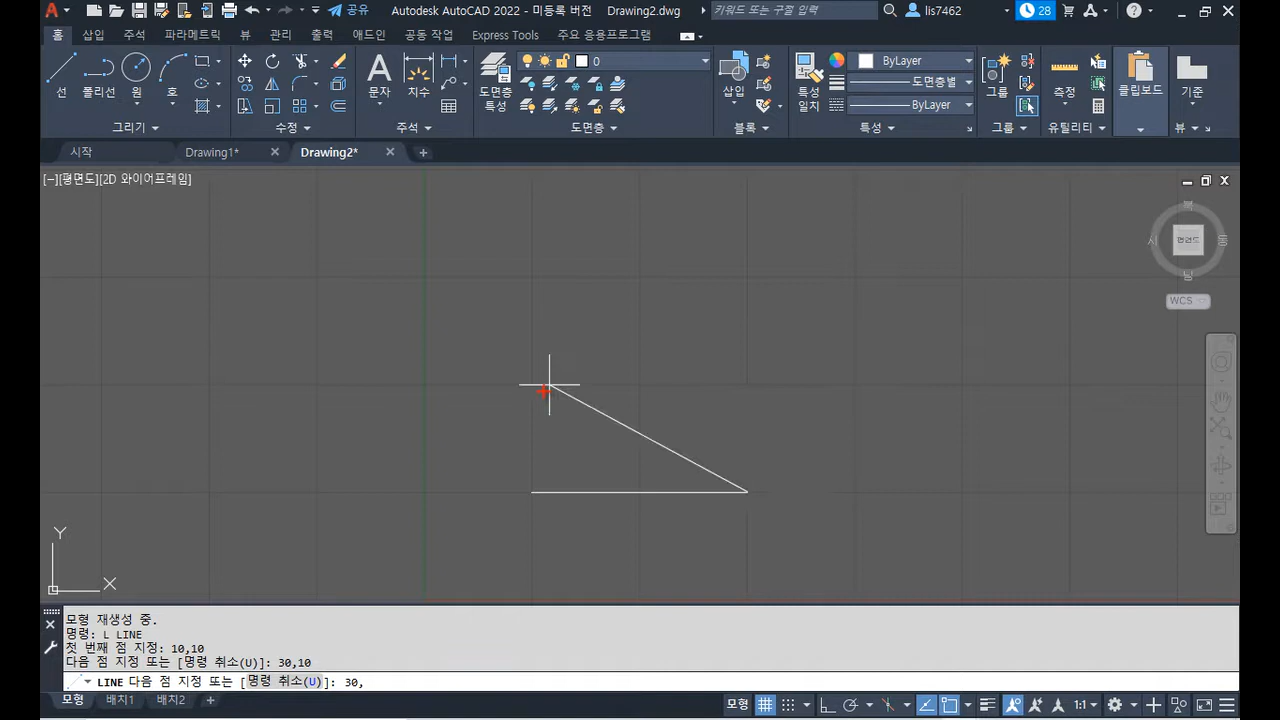 A Autodesk AutoCAD 2022 - 미등록 버전 Drawing2.dwg 키워드 또는 구절 입력 lis7462 28
공유
홈 삽입 주석 파라메트릭 뷰 관리 출력 애드인 공동 작업 Express Tools 주요 응용프로그램
선 폴리선 원 호 A 문자 치수 도면층 특성 0 삽입 특성 일치 ByLayer 그룹 측정 클립보드 기준
도면층별
ByLayer
그리기 수정 주석 도면층 블록 특성 그룹 유틸리티 뷰
시작 Drawing1* Drawing2*
[−][평면도][2D 와이어프레임]
북
서 평면도 동
남
WCS
Y
X
모형 재생성 중.
명령: L LINE
첫 번째 점 지정: 10,10
다음 점 지정 또는 [명령 취소(U)]: 30,10
LINE 다음 점 지정 또는 [명령 취소(U)]: 30,
모형 배치1 배치2 모형 1:1